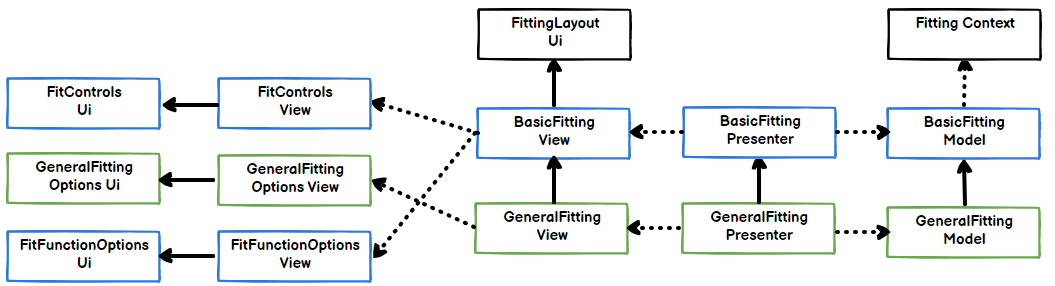 FittingLayout
Ui
Fitting Context
FitControls
Ui
FitControls
View
BasicFitting
View
BasicFitting
Presenter
BasicFitting
Model
GeneralFitting
Options Ui
GeneralFitting
Options View
GeneralFitting
View
GeneralFitting
Presenter
GeneralFitting
Model
FitFunctionOptions
Ui
FitFunctionOptions
View